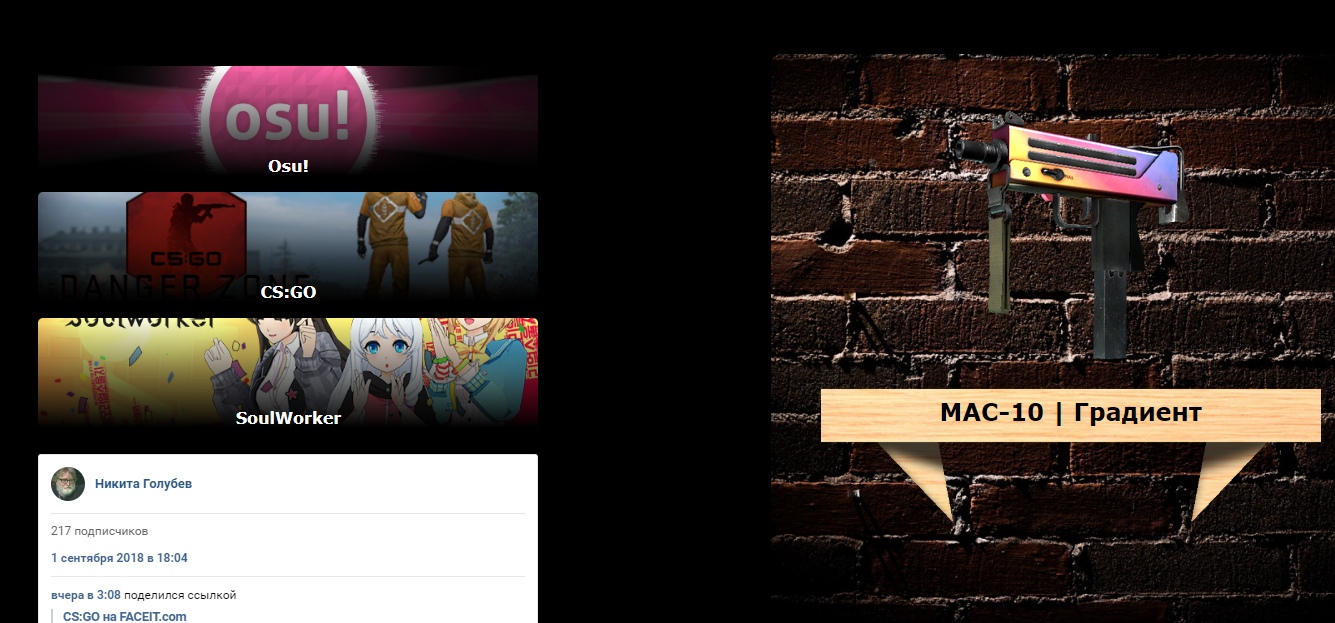 osu!
Osu!
CS:GO
DANGER ZONE
CS:GO
SoulWorker
SoulWorker
Никита Голубев
217 подписчиков
1 сентября 2018 в 18:04
вчера в 3:08 поделился ссылкой
CS:GO на FACEIT.com
MAC-10 | Градиент